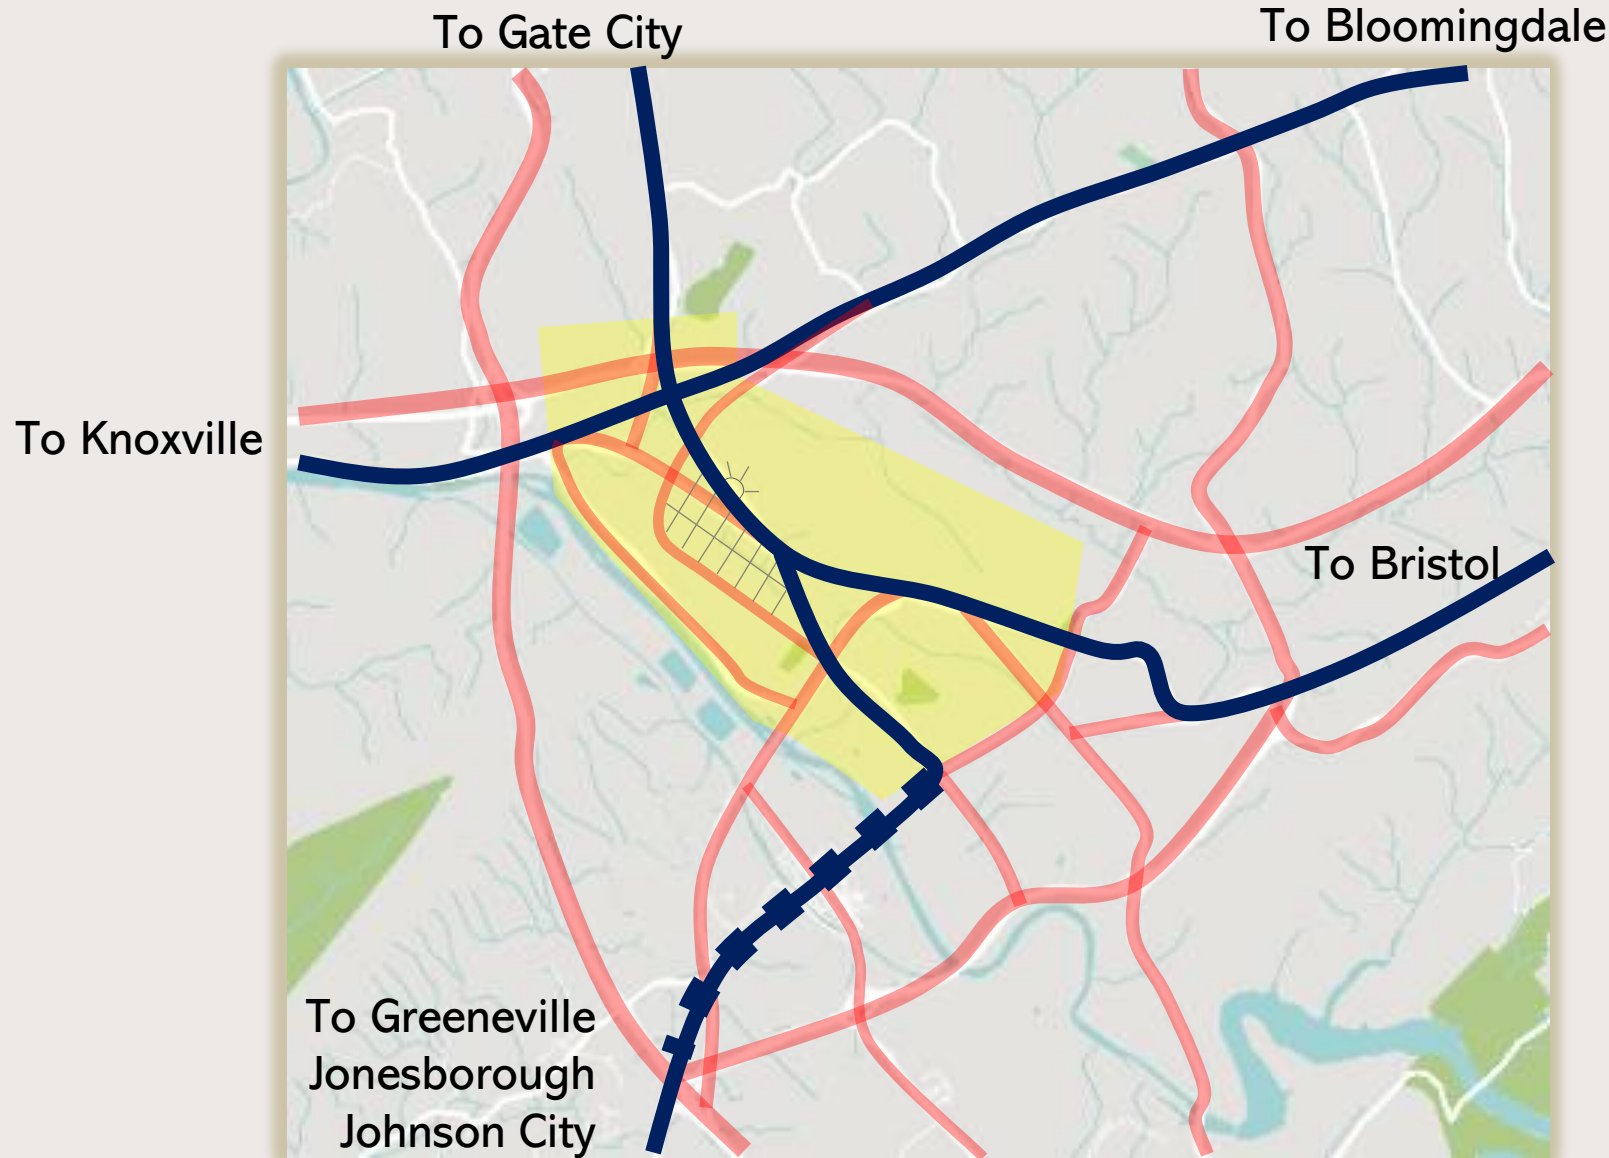 To Gate City
To Bloomingdale
To Knoxville
To Bristol
To Greeneville
Jonesborough
Johnson City